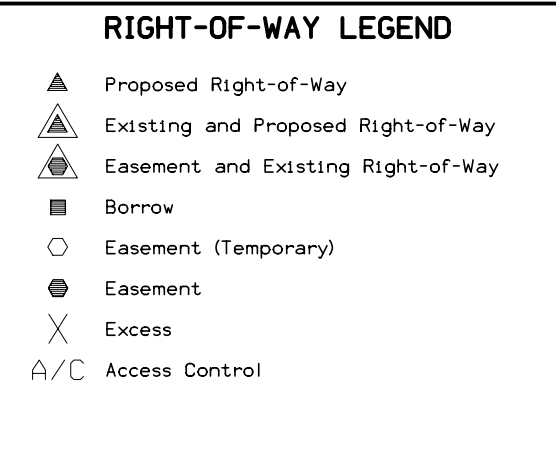 RIGHT-OF-WAY LEGEND
Proposed Right-of-Way
Existing and Proposed Right-of-Way
Easement and Existing Right-of-Way
Borrow
Easement (Temporary)
Easement
X Excess
A/C Access Control